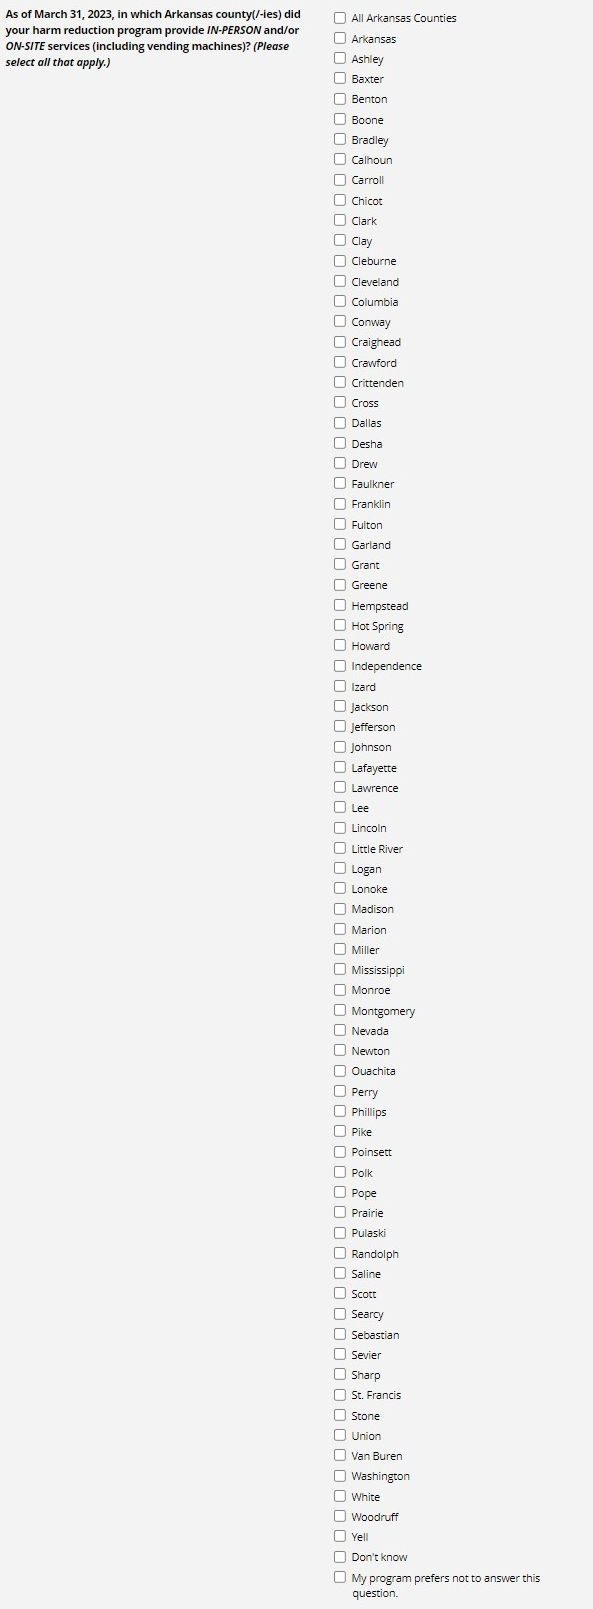 As of March 31, 2023, in which Arkansas county(/-ies) did
your harm reduction program provide IN-PERSON and/or
ON-SITE services (including vending machines)? (Please
select all that apply.)
All Arkansas Counties
Arkansas
Ashley
Baxter
Benton
Boone
Bradley
Calhoun
Carroll
Chicot
Clark
Clay
Cleburne
Cleveland
Columbia
Conway
Craighead
Crawford
Crittenden
Cross
Dallas
Desha
Drew
Faulkner
Franklin
Fulton
Garland
Grant
Greene
Hempstead
Hot Spring
Howard
Independence
Izard
Jackson
Jefferson
Johnson
Lafayette
Lawrence
Lee
Lincoln
Little River
Logan
Lonoke
Madison
Marion
Miller
Mississippi
Monroe
Montgomery
Nevada
Newton
Ouachita
Perry
Phillips
Pike
Poinsett
Polk
Pope
Prairie
Pulaski
Randolph
Saline
Scott
Searcy
Sebastian
Sevier
Sharp
St. Francis
Stone
Union
Van Buren
Washington
White
Woodruff
Yell
Don't know
My program prefers not to answer this
question.